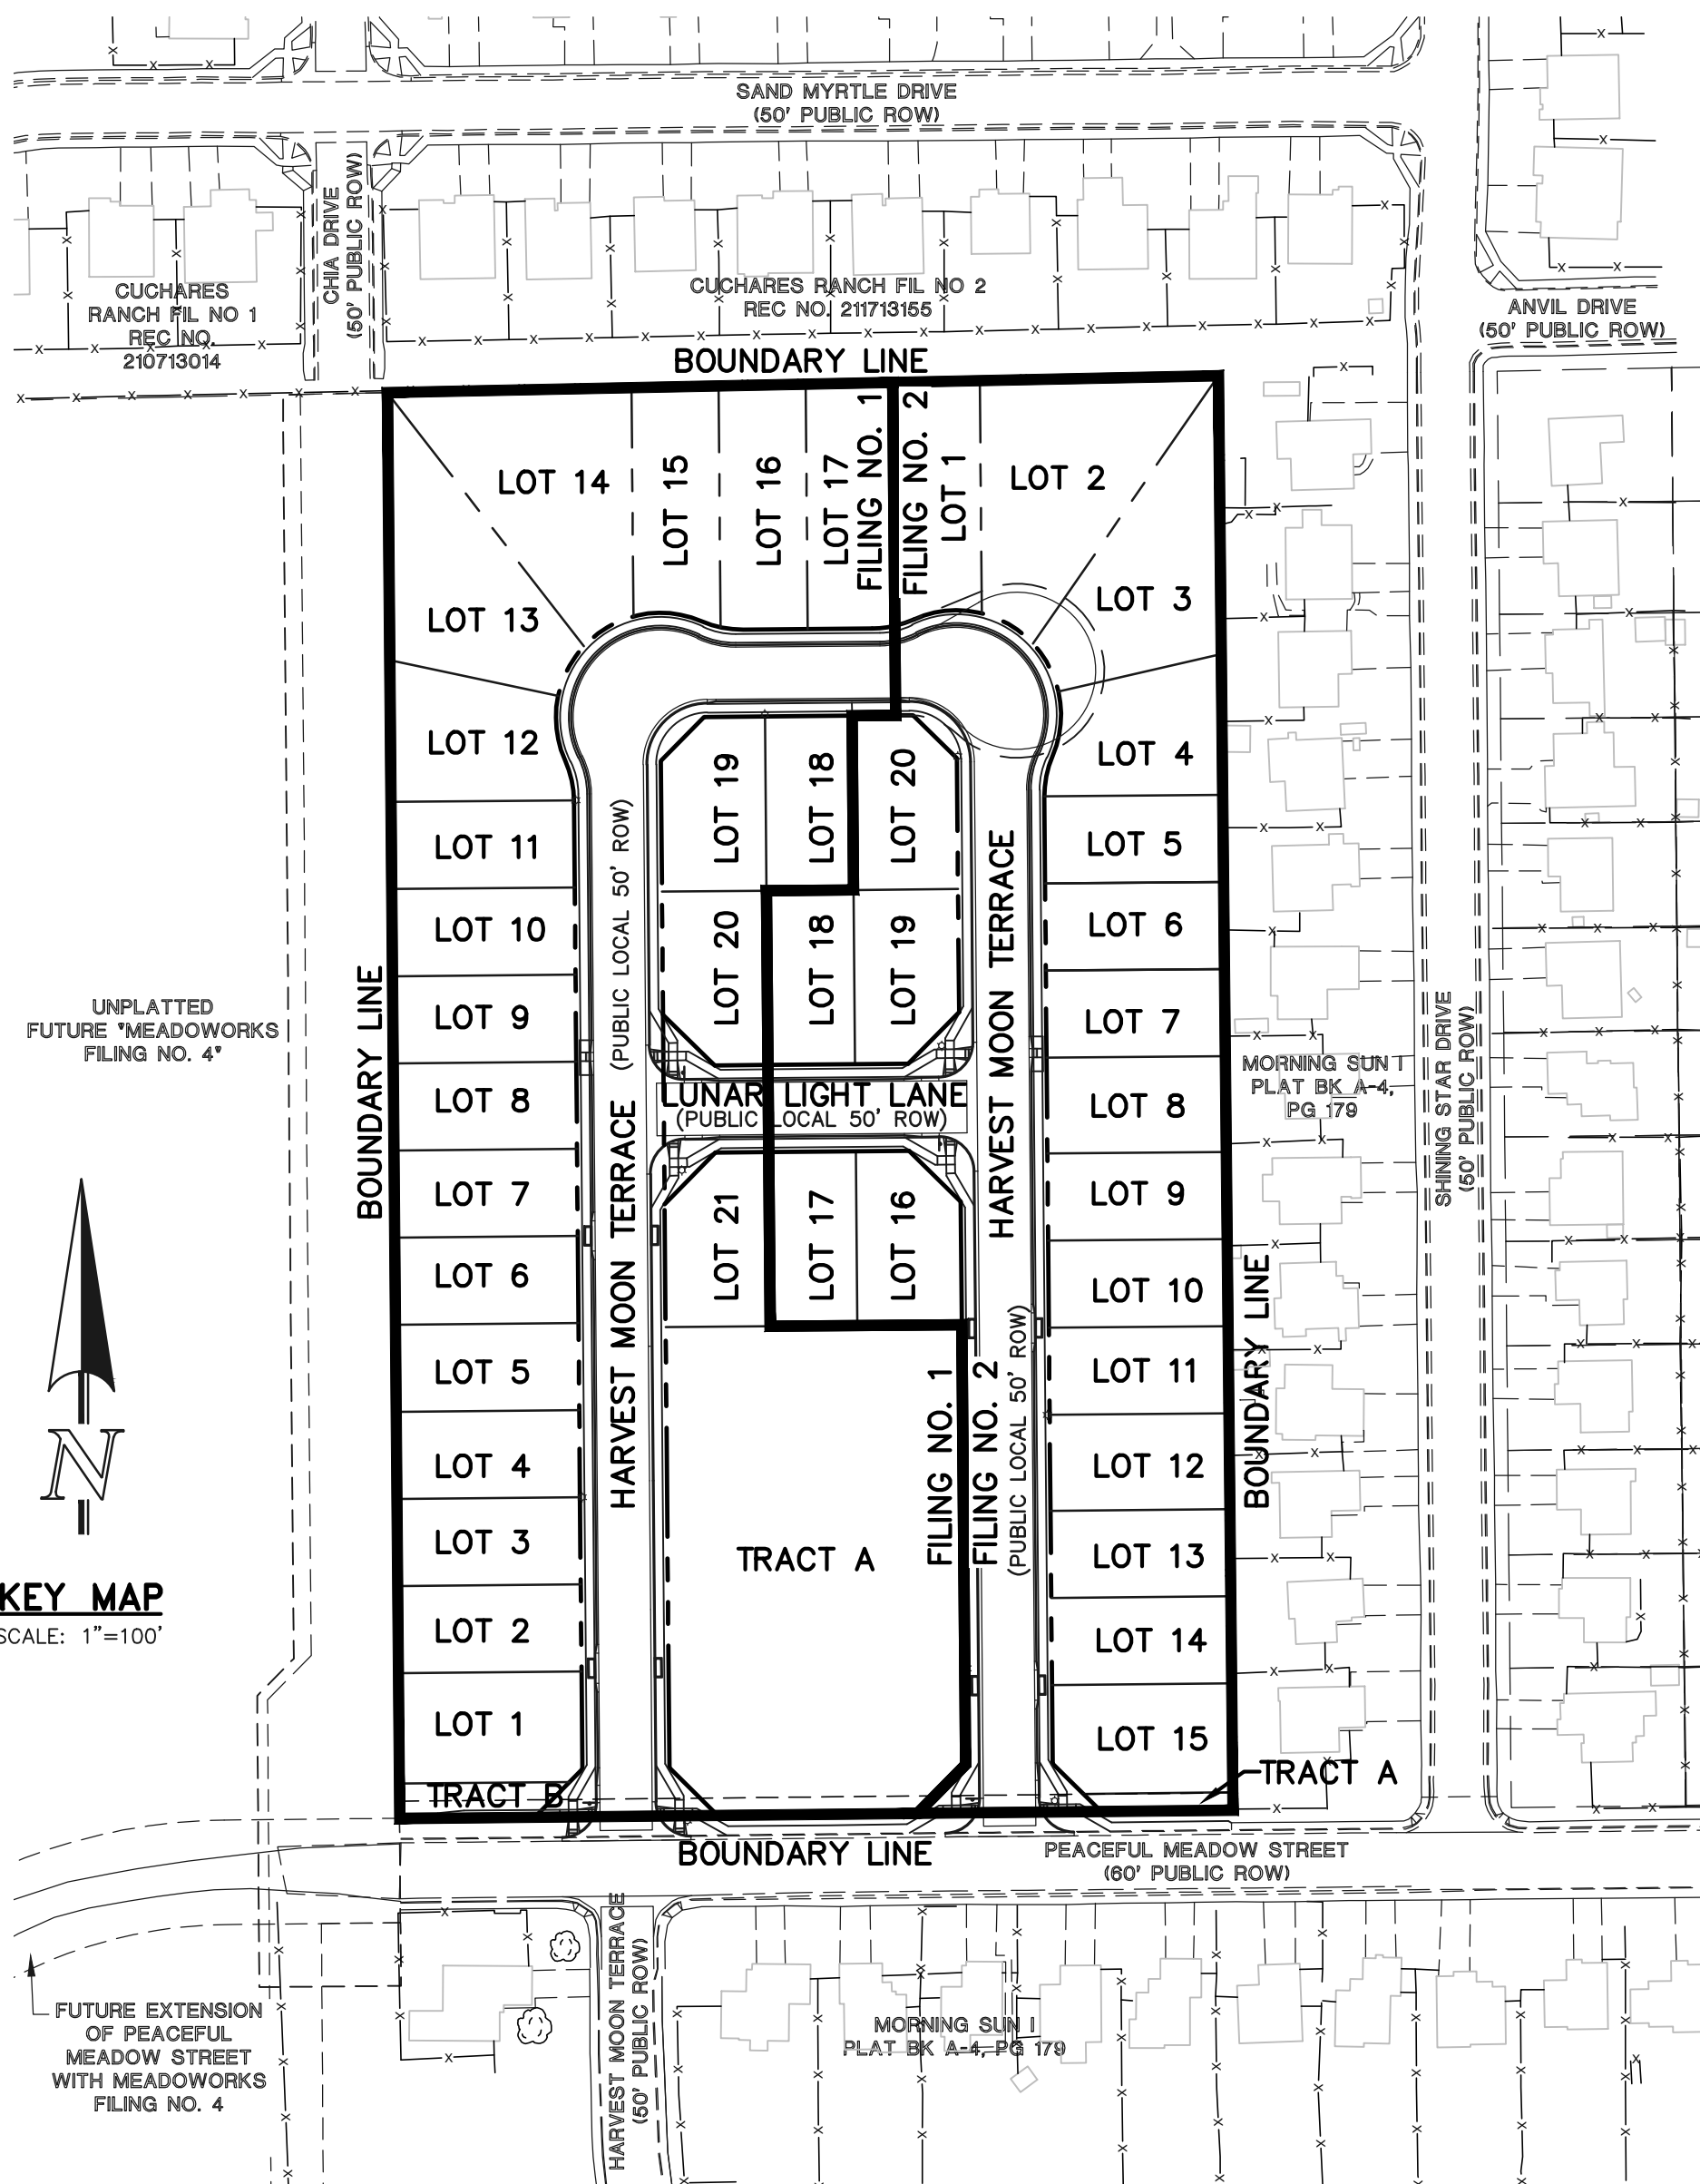 SAND MYRTLE DRIVE
(50' PUBLIC ROW)
CHIA DRIVE
(50' PUBLIC ROW)
CUCHARES
RANCH FIL NO 1
REC NO.
210713014
CUCHARES RANCH FIL NO 2
REC NO. 211713155
ANVIL DRIVE
(50' PUBLIC ROW)
BOUNDARY LINE
LOT 14
LOT 15
LOT 16
LOT 17
FILING NO. 1
FILING NO. 2
LOT 1
LOT 2
LOT 13
LOT 3
LOT 12
LOT 19
LOT 18
LOT 20
LOT 4
LOT 11
LOT 5
LOT 10
LOT 20
LOT 18
LOT 19
LOT 6
LOT 9
LOT 7
LOT 8
LOT 8
LOT 7
LOT 9
LOT 6
LOT 21
LOT 17
LOT 16
LOT 10
LOT 5
LOT 11
LOT 4
LOT 12
LOT 3
LOT 13
LOT 2
LOT 14
LOT 1
LOT 15
BOUNDARY LINE
HARVEST MOON TERRACE
(PUBLIC LOCAL 50' ROW)
LUNAR LIGHT LANE
(PUBLIC LOCAL 50' ROW)
HARVEST MOON TERRACE
(PUBLIC LOCAL 50' ROW)
FILING NO. 1
FILING NO. 2
TRACT A
BOUNDARY LINE
TRACT B
TRACT A
BOUNDARY LINE
UNPLATTED
FUTURE "MEADOWORKS
FILING NO. 4"
MORNING SUN I
PLAT BK A-4,
PG 179
SHINING STAR DRIVE
(50' PUBLIC ROW)
N
KEY MAP
SCALE: 1"=100'
PEACEFUL MEADOW STREET
(60' PUBLIC ROW)
HARVEST MOON TERRACE
(50' PUBLIC ROW)
MORNING SUN I
PLAT BK A-4, PG 179
FUTURE EXTENSION
OF PEACEFUL
MEADOW STREET
WITH MEADOWORKS
FILING NO. 4